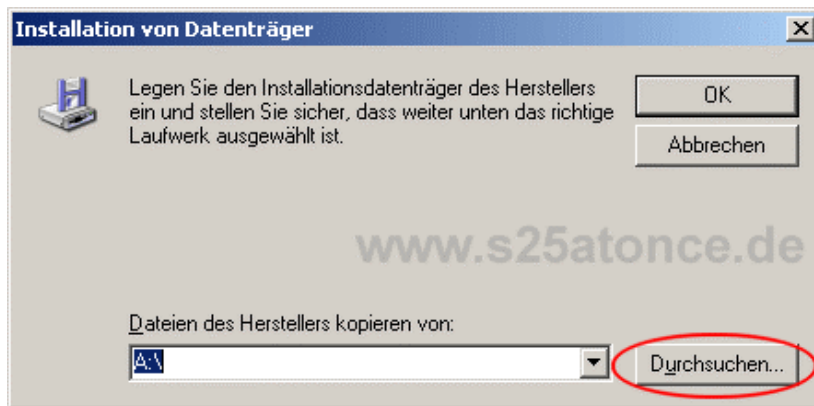 Installation von Datenträger
Legen Sie den Installationsdatenträger des Herstellers
ein und stellen Sie sicher, dass weiter unten das richtige
Laufwerk ausgewählt ist.
OK
Abbrechen
www.s25atonce.de
Dateien des Herstellers kopieren von:
A:\
Durchsuchen...